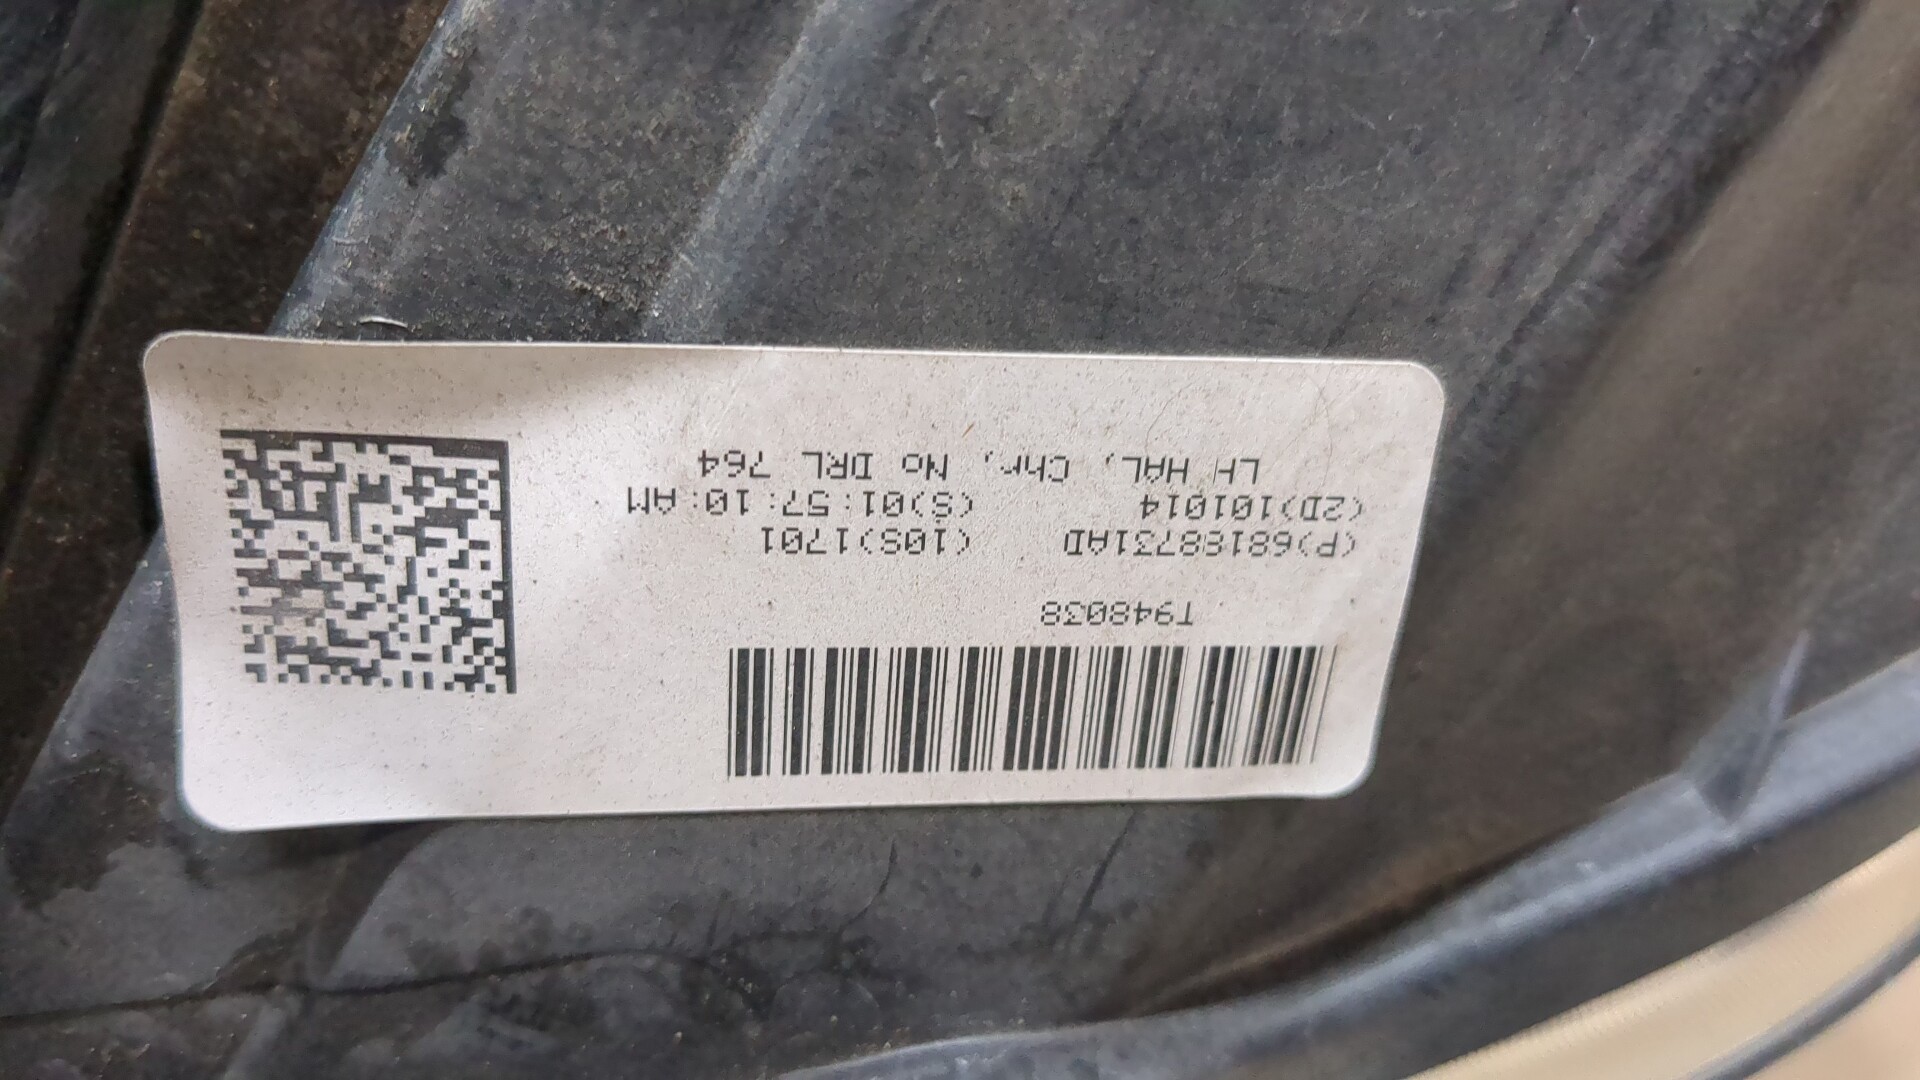 T948038
(P)68188731AD (10S)1701
(2D)101014 (S)01:57:10:AM
LH HAL, Chr, No DRL 764